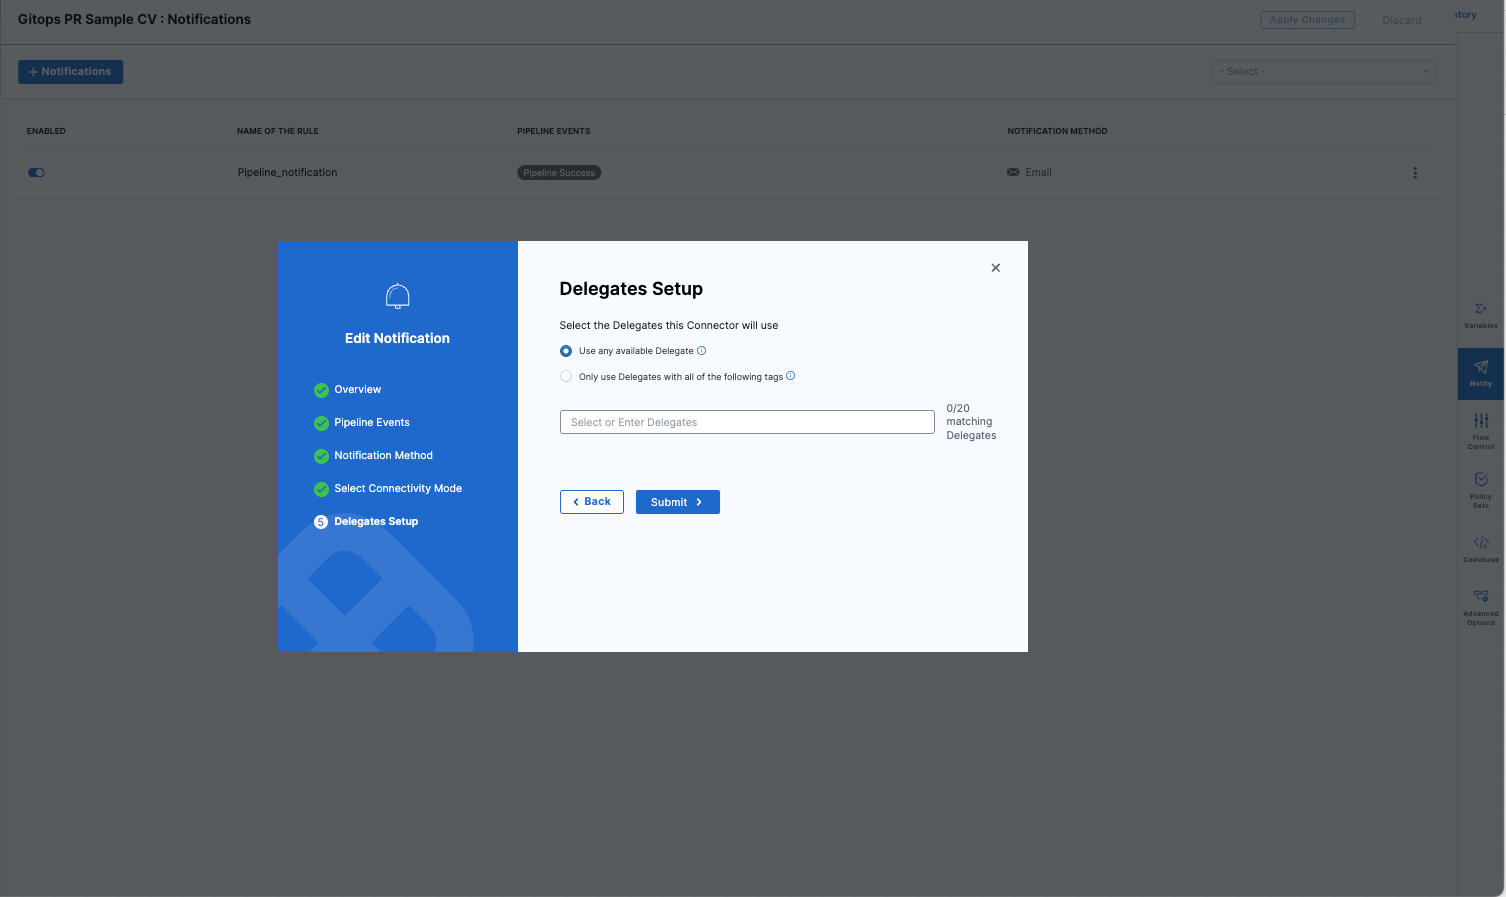 Gitops PR Sample CV : Notifications
Apply Changes
Discard
story
+ Notifications
- Select -
ENABLED
NAME OF THE RULE
PIPELINE EVENTS
NOTIFICATION METHOD
Pipeline_notification
Pipeline Success
Email
Edit Notification
Overview
Pipeline Events
Notification Method
Select Connectivity Mode
5 Delegates Setup
Delegates Setup
Select the Delegates this Connector will use
Use any available Delegate
Only use Delegates with all of the following tags
Select or Enter Delegates
0/20
matching
Delegates
Back
Submit
Variables
Notify
Flow
Control
Policy
Sets
Codebase
Advanced
Options